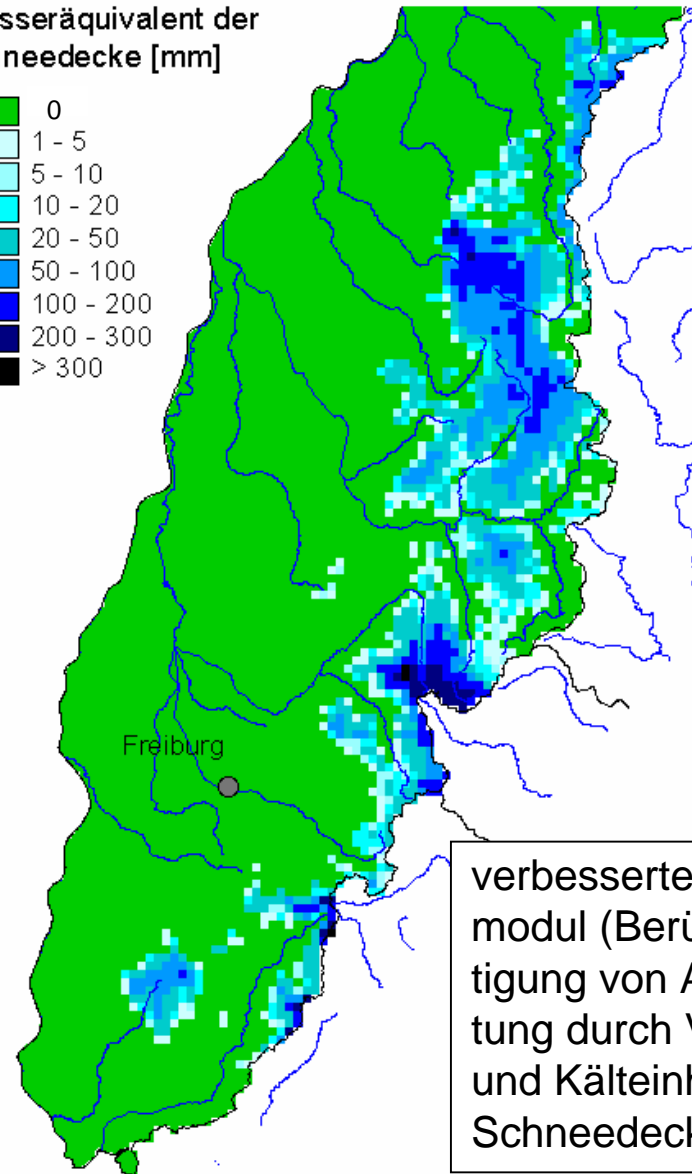 sseräquivalent der
needecke [mm]
0
1 - 5
5 - 10
10 - 20
20 - 50
50 - 100
100 - 200
200 - 300
> 300
Freiburg
verbesserte
modul (Berü
tigung von A
tung durch V
und Kälteinh
Schneedeck